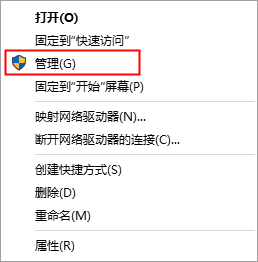 打开(O)
固定到"快速访问"
管理(G)
固定到"开始"屏幕(P)
映射网络驱动器(N)...
断开网络驱动器的连接(C)...
创建快捷方式(S)
删除(D)
重命名(M)
属性(R)